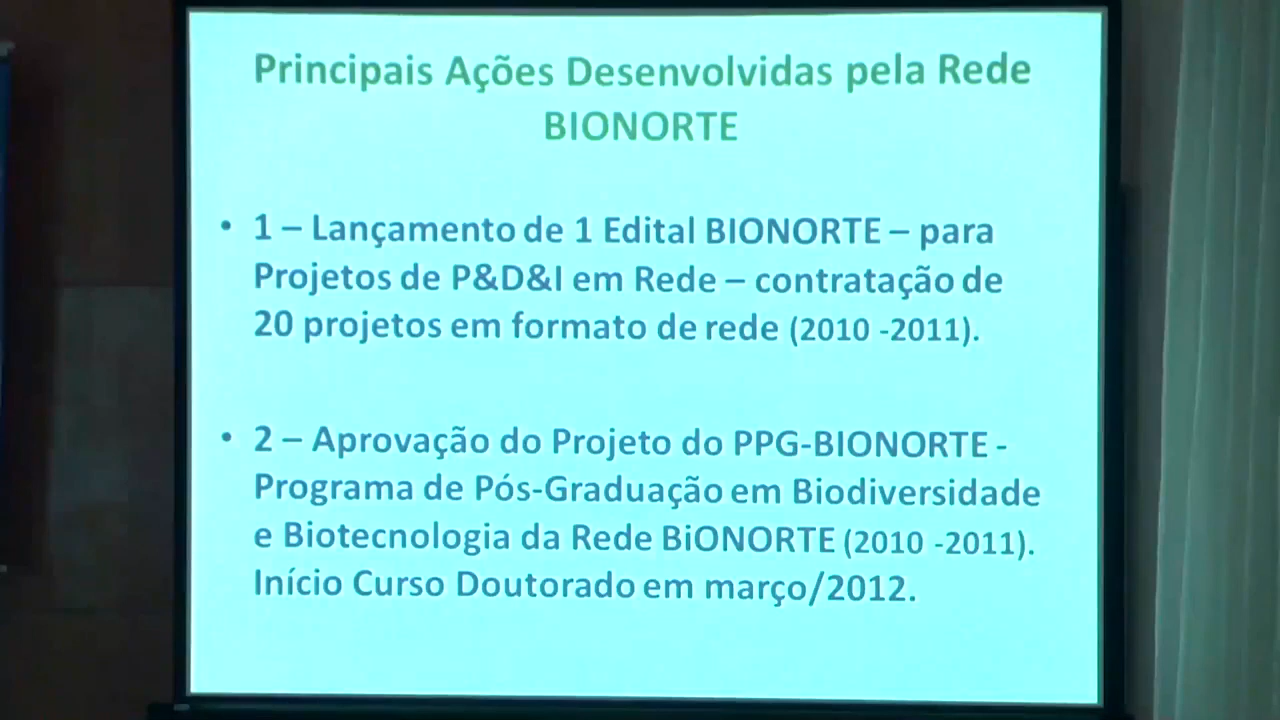 Principais Ações Desenvolvidas pela Rede
BIONORTE
• 1 – Lançamento de 1 Edital BIONORTE – para
Projetos de P&D&I em Rede – contratação de
20 projetos em formato de rede (2010 -2011).
• 2 – Aprovação do Projeto do PPG-BIONORTE -
Programa de Pós-Graduação em Biodiversidade
e Biotecnologia da Rede BiONORTE (2010 -2011).
Início Curso Doutorado em março/2012.